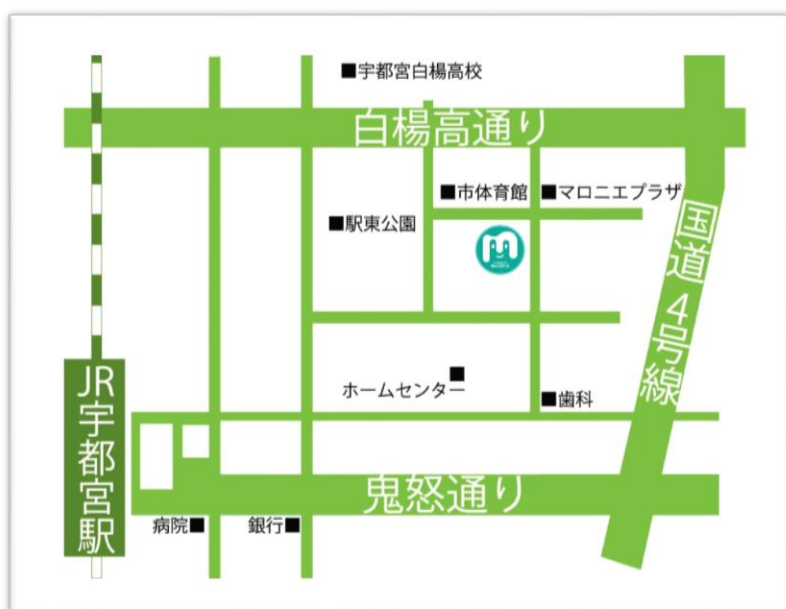 ■宇都宮白楊高校
白楊高通り
■市体育館
■マロニエプラザ
■駅東公園
国道4号線
ホームセンター■
■歯科
JR宇都宮駅
鬼怒通り
病院■
銀行■